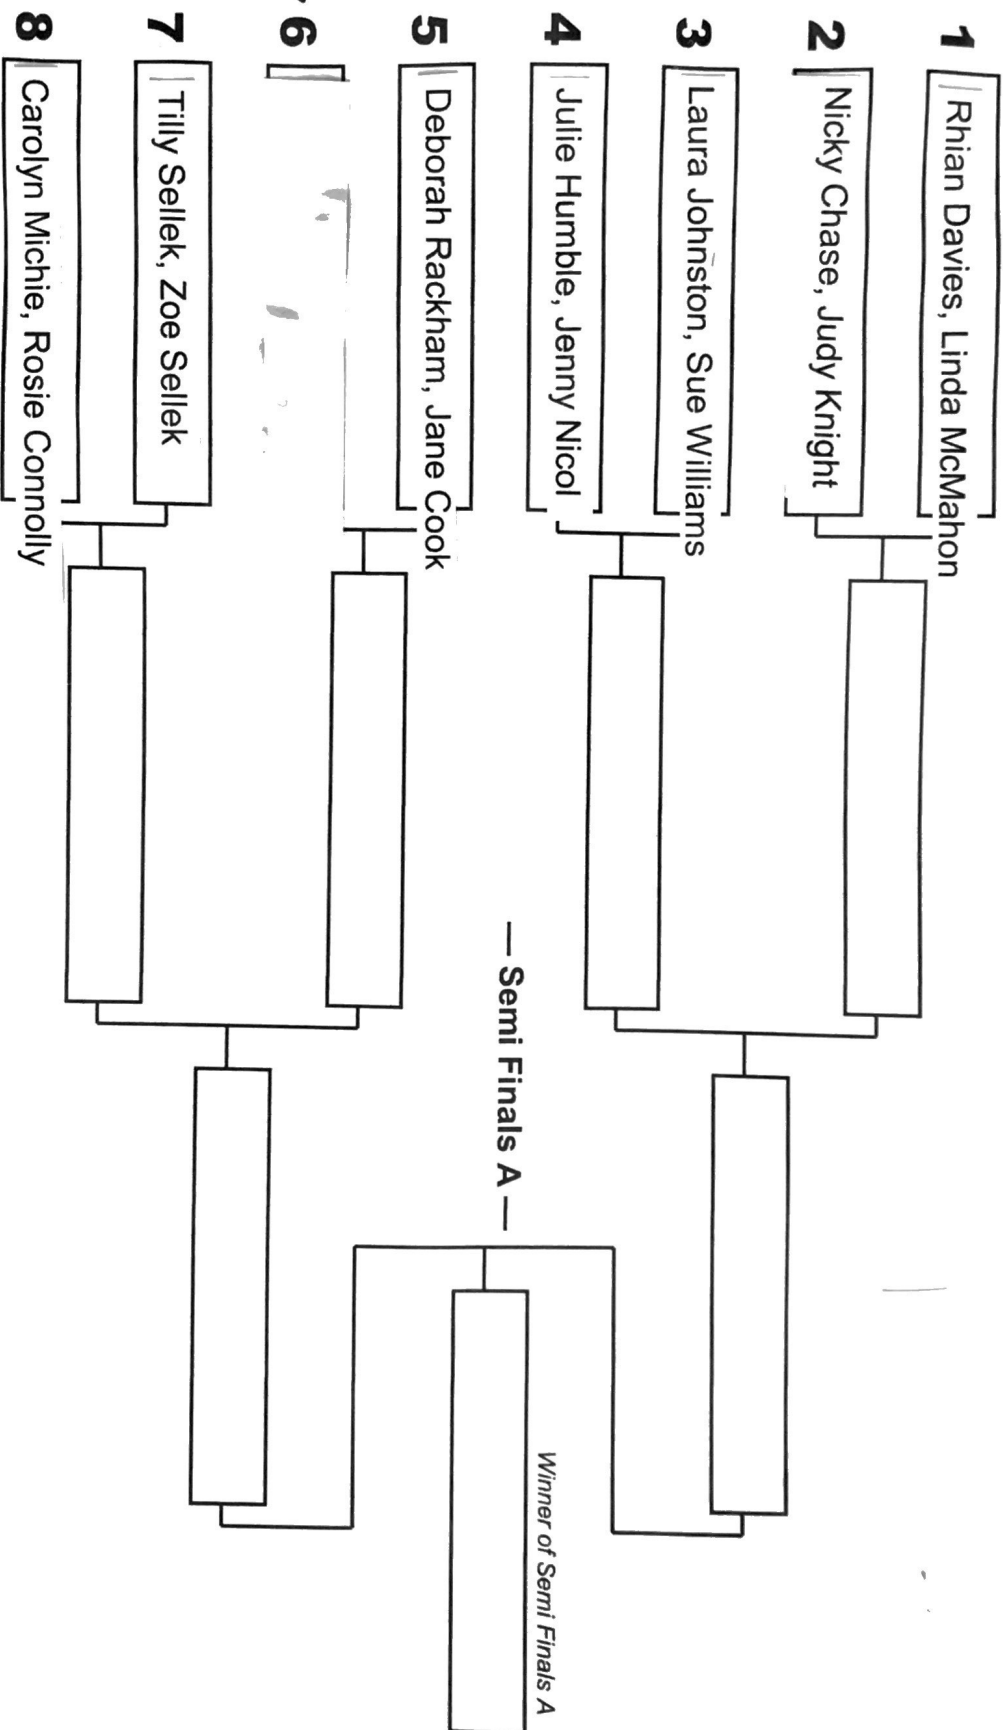 1 Rhian Davies, Linda McMahon
2 Nicky Chase, Judy Knight
3 Laura Johnston, Sue Williams
4 Julie Humble, Jenny Nicol
5 Deborah Rackham, Jane Cook
6
7 Tilly Sellek, Zoe Sellek
8 Carolyn Michie, Rosie Connolly
— Semi Finals A —
Winner of Semi Finals A